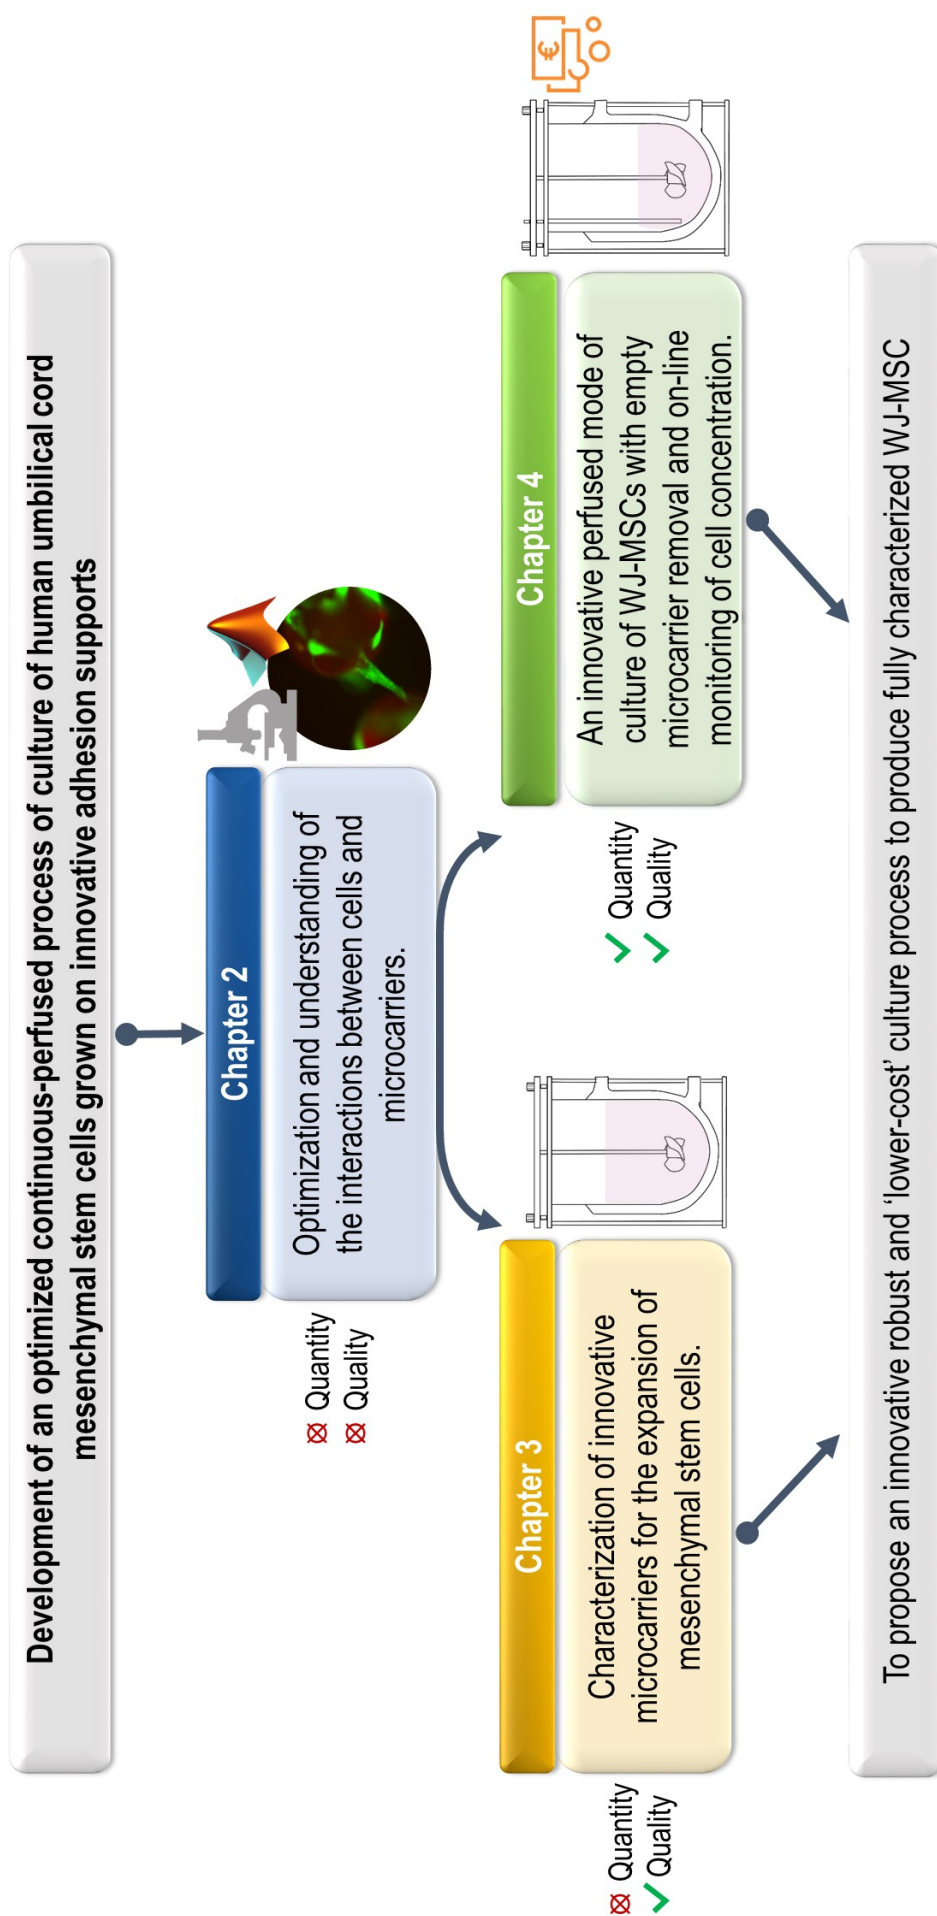 Development of an optimized continuous-perfused process of culture of human umbilical cord
mesenchymal stem cells grown on innovative adhesion supports
Chapter 2
Optimization and understanding of
the interactions between cells and
microcarriers.
Quantity
Quality
Chapter 3
Characterization of innovative
microcarriers for the expansion of
mesenchymal stem cells.
Quantity
Quality
Chapter 4
An innovative perfused mode of
culture of WJ-MSCs with empty
microcarrier removal and on-line
monitoring of cell concentration.
Quantity
Quality
€
To propose an innovative robust and ‘lower-cost’ culture process to produce fully characterized WJ-MSC